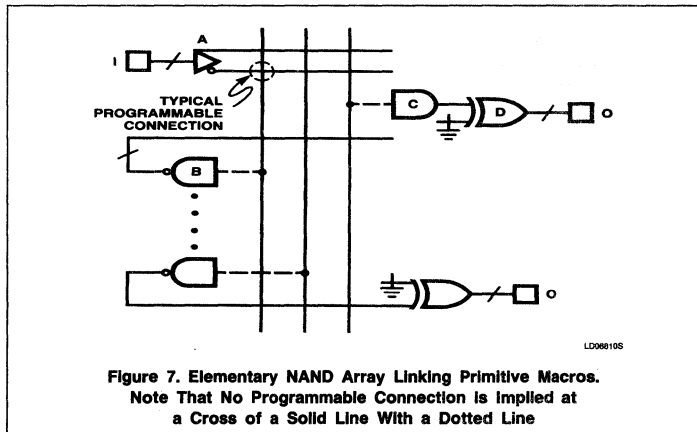 A
I
TYPICAL
PROGRAMMABLE
CONNECTION
C
D
O
B
O
LD06810S
Figure 7. Elementary NAND Array Linking Primitive Macros.
Note That No Programmable Connection is Implied at
a Cross of a Solid Line With a Dotted Line